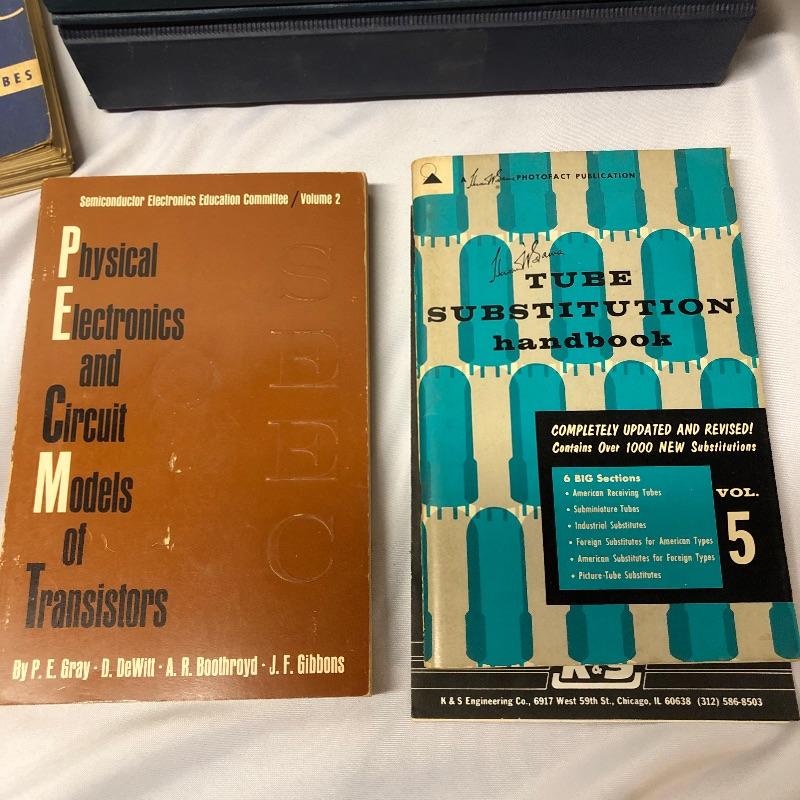 BES
Semiconductor Electronics Education Committee / Volume 2
Physical
Electronics
and
Circuit
Models
of
Transistors
SEEC
By P. E. Gray · D. DeWitt · A. R. Boothroyd · J. F. Gibbons
A PHOTOFACT PUBLICATION
TUBE
SUBSTITUTION
handbook
COMPLETELY UPDATED AND REVISED!
Contains Over 1000 NEW Substitutions
6 BIG Sections
• American Receiving Tubes
• Subminiature Tubes
• Industrial Substitutes
• Foreign Substitutes for American Types
• American Substitutes for Foreign Types
• Picture-Tube Substitutes
VOL.
5
K&S
K & S Engineering Co., 6917 West 59th St., Chicago, IL 60638 (312) 586-8503